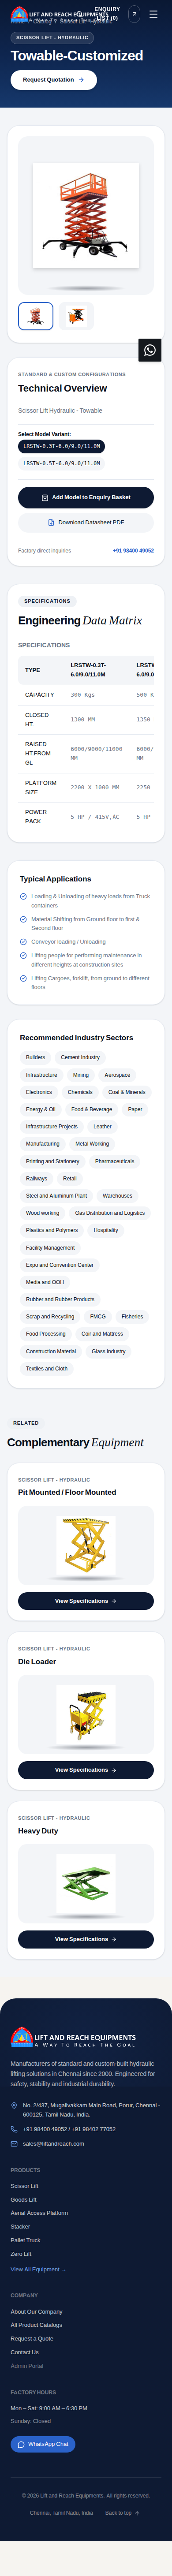 LIFT AND REACH EQUIPMENTS
ENQUIRY
LIST (0)
SCISSOR LIFT - HYDRAULIC
Towable-Customized
Request Quotation
STANDARD & CUSTOM CONFIGURATIONS
Technical Overview
Scissor Lift Hydraulic - Towable
Select Model Variant:
LRSTW-0.3T-6.0/9.0/11.0M
LRSTW-0.5T-6.0/9.0/11.0M
Add Model to Enquiry Basket
Download Datasheet PDF
Factory direct inquiries
+91 98400 49052
SPECIFICATIONS
Engineering Data Matrix
SPECIFICATIONS
TYPE
LRSTW-0.3T-
6.0/9.0/11.0M
CAPACITY
300 Kgs
500 K
CLOSED
HT.
1300 MM
1350
RAISED
HT.FROM
GL
6000/9000/11000
MM
6000/
MM
PLATFORM
SIZE
2200 X 1000 MM
2250
POWER
PACK
5 HP / 415V,AC
5 HP
Typical Applications
Loading & Unloading of heavy loads from Truck
containers
Material Shifting from Ground floor to first &
Second floor
Conveyor loading / Unloading
Lifting people for performing maintenance in
different heights at construction sites
Lifting Cargoes, forklift, from ground to different
floors
Recommended Industry Sectors
Builders
Cement Industry
Infrastructure
Mining
Aerospace
Electronics
Chemicals
Coal & Minerals
Energy & Oil
Food & Beverage
Paper
Infrastructure Projects
Leather
Manufacturing
Metal Working
Printing and Stationery
Pharmaceuticals
Railways
Retail
Steel and Aluminum Plant
Warehouses
Wood working
Gas Distribution and Logistics
Plastics and Polymers
Hospitality
Facility Management
Expo and Convention Center
Media and OOH
Rubber and Rubber Products
Scrap and Recycling
FMCG
Fisheries
Food Processing
Coir and Mattress
Construction Material
Glass Industry
Textiles and Cloth
RELATED
Complementary Equipment
SCISSOR LIFT - HYDRAULIC
Pit Mounted / Floor Mounted
View Specifications
SCISSOR LIFT - HYDRAULIC
Die Loader
View Specifications
SCISSOR LIFT - HYDRAULIC
Heavy Duty
View Specifications
LIFT AND REACH EQUIPMENTS
A Way To Reach The Goal
Manufacturers of standard and custom-built hydraulic
lifting solutions in Chennai since 2000. Engineered for
safety, stability and industrial durability.
No. 2/437, Mugalivakkam Main Road, Porur, Chennai -
600125, Tamil Nadu, India.
+91 98400 49052 / +91 98402 77052
sales@liftandreach.com
PRODUCTS
Scissor Lift
Goods Lift
Aerial Access Platform
Stacker
Pallet Truck
Zero Lift
View All Equipment →
COMPANY
About Our Company
All Product Catalogs
Request a Quote
Contact Us
Admin Portal
FACTORY HOURS
Mon – Sat: 9:00 AM – 6:30 PM
Sunday: Closed
WhatsApp Chat
© 2026 Lift and Reach Equipments. All rights reserved.
Chennai, Tamil Nadu, India
Back to top